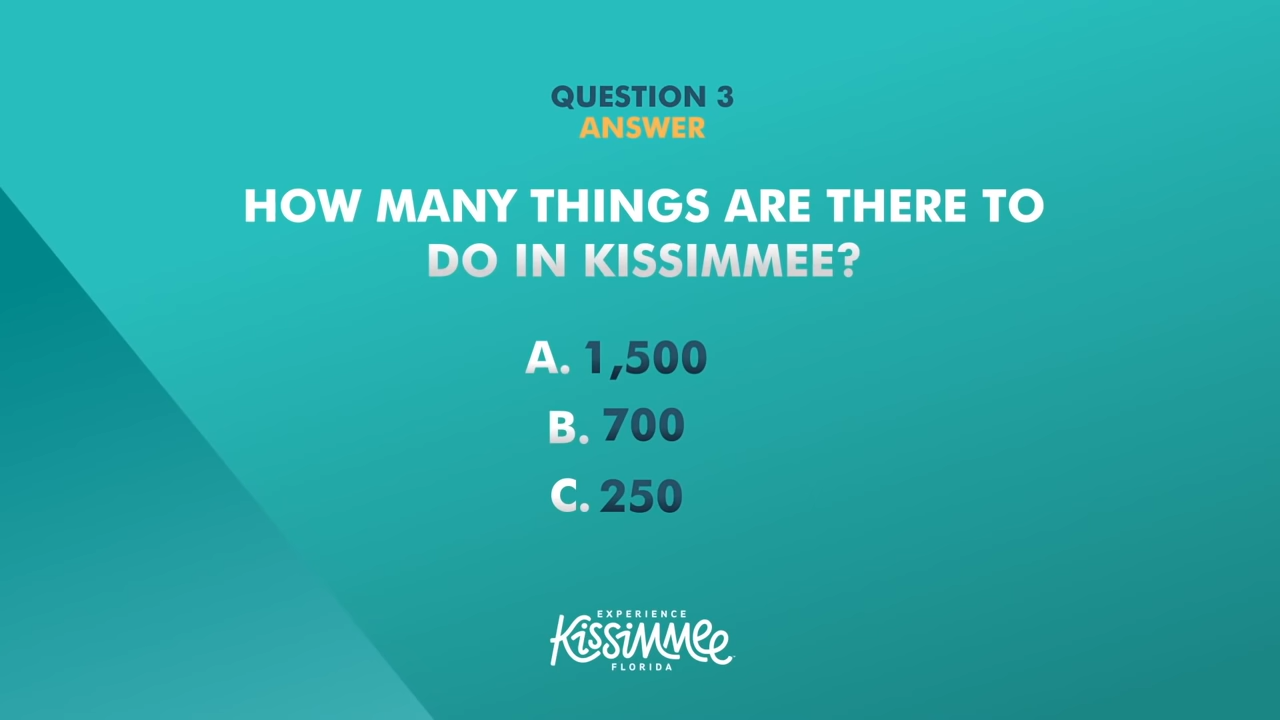 QUESTION 3
ANSWER
HOW MANY THINGS ARE THERE TO
DO IN KISSIMMEE?
A. 1,500
B. 700
C. 250
EXPERIENCE
Kissimmee
FLORIDA